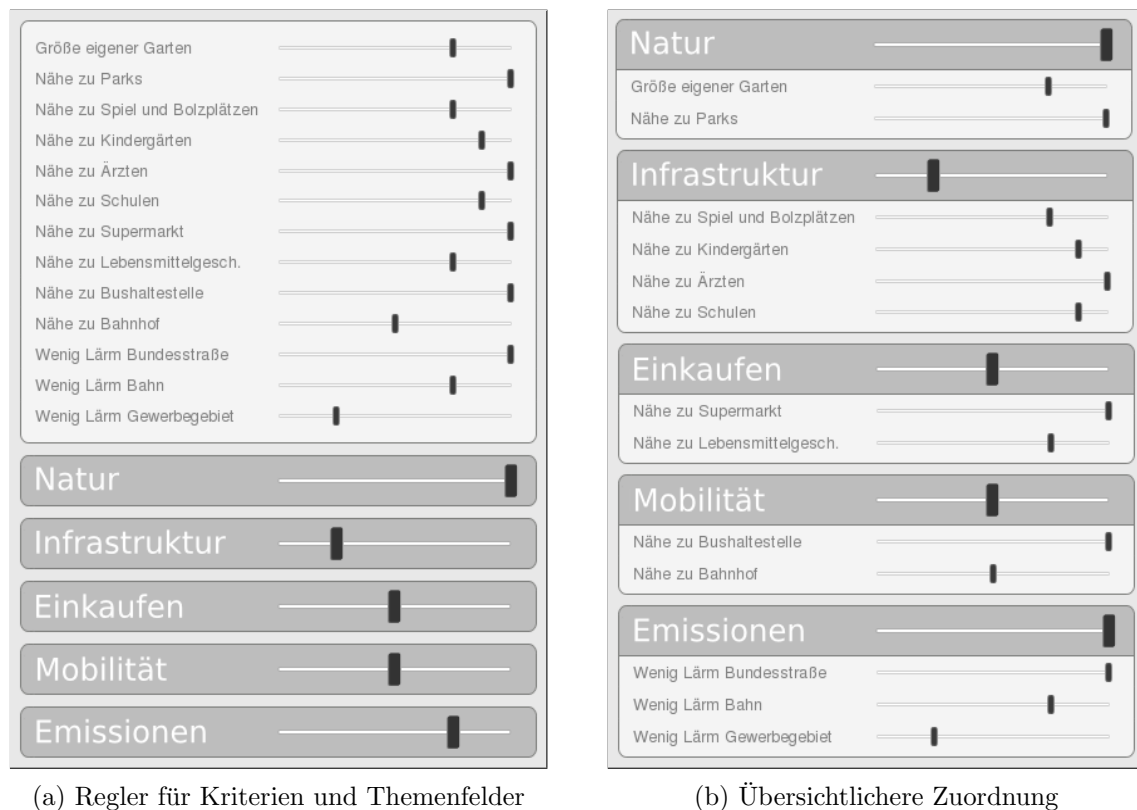 Größe eigener Garten
Nähe zu Parks
Nähe zu Spiel und Bolzplätzen
Nähe zu Kindergärten
Nähe zu Ärzten
Nähe zu Schulen
Nähe zu Supermarkt
Nähe zu Lebensmittelgesch.
Nähe zu Bushaltestelle
Nähe zu Bahnhof
Wenig Lärm Bundesstraße
Wenig Lärm Bahn
Wenig Lärm Gewerbegebiet
Natur
Infrastruktur
Einkaufen
Mobilität
Emissionen
(a) Regler für Kriterien und Themenfelder
Natur
Größe eigener Garten
Nähe zu Parks
Infrastruktur
Nähe zu Spiel und Bolzplätzen
Nähe zu Kindergärten
Nähe zu Ärzten
Nähe zu Schulen
Einkaufen
Nähe zu Supermarkt
Nähe zu Lebensmittelgesch.
Mobilität
Nähe zu Bushaltestelle
Nähe zu Bahnhof
Emissionen
Wenig Lärm Bundesstraße
Wenig Lärm Bahn
Wenig Lärm Gewerbegebiet
(b) Übersichtlichere Zuordnung